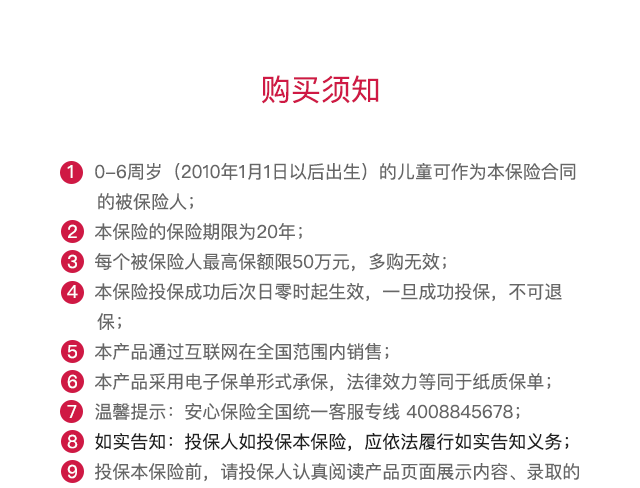 购买须知
1 0-6周岁（2010年1月1日以后出生）的儿童可作为本保险合同
的被保险人；
2 本保险的保险期限为20年；
3 每个被保险人最高保额限50万元，多购无效；
4 本保险投保成功后次日零时起生效，一旦成功投保，不可退
保；
5 本产品通过互联网在全国范围内销售；
6 本产品采用电子保单形式承保，法律效力等同于纸质保单；
7 温馨提示：安心保险全国统一客服专线 4008845678；
8 如实告知：投保人如投保本保险，应依法履行如实告知义务；
9 投保本保险前，请投保人认真阅读产品页面展示内容、录取的